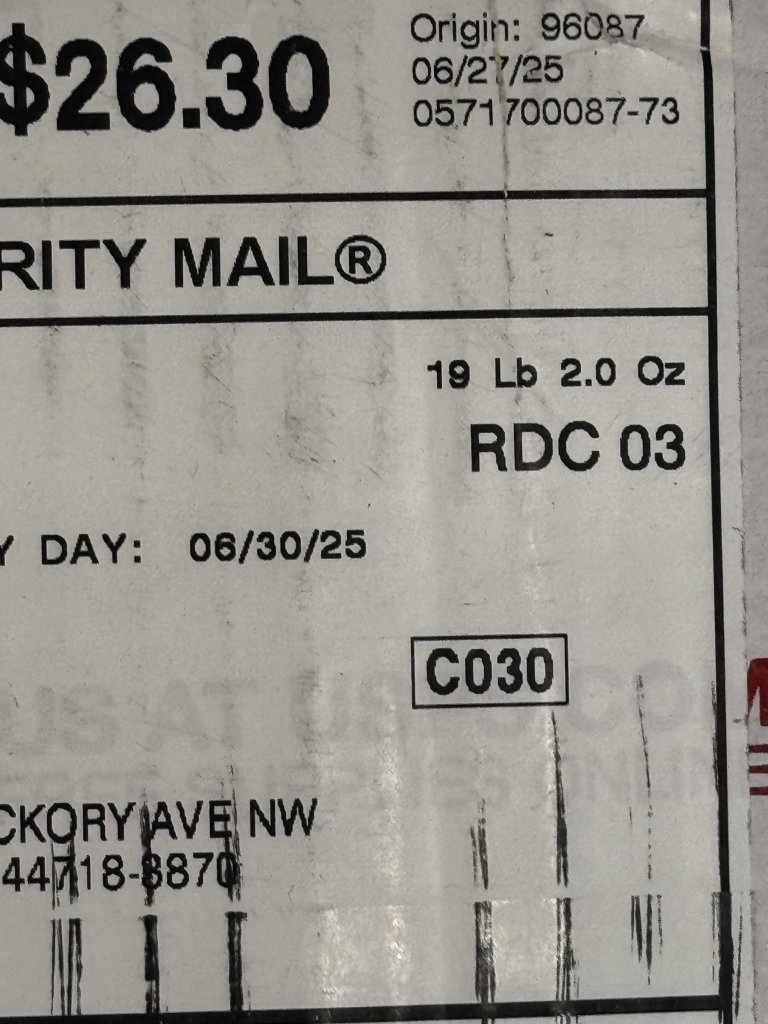 $26.30
Origin: 96087
06/27/25
0571700087-73
RITY MAIL®
19 Lb 2.0 Oz
RDC 03
Y DAY: 06/30/25
C030
CKORY AVE NW
44718-8870